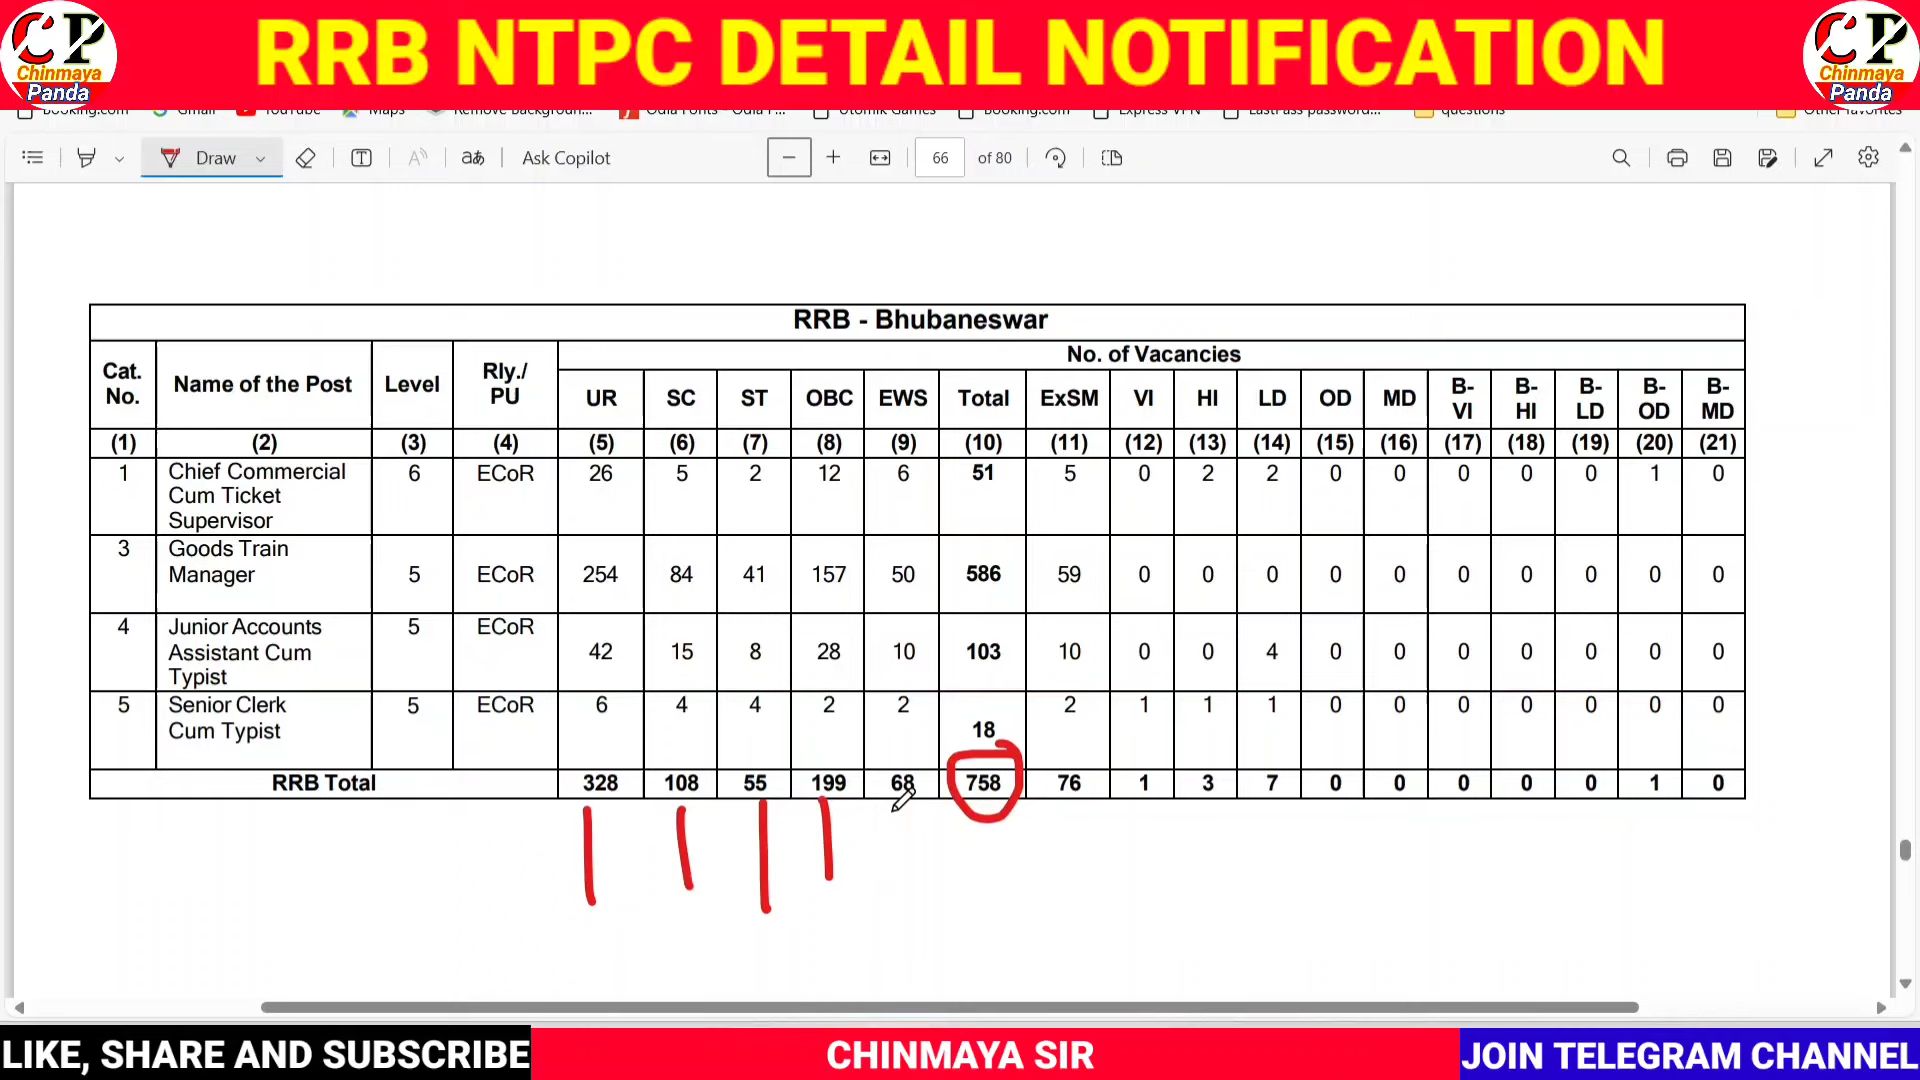 CP
Chinmaya
Panda
RRB NTPC DETAIL NOTIFICATION
CP
Chinmaya
Panda
Booking.com Gmail YouTube Maps Remove Backgroun... Odia Fonts - Odia F... Utomik Games Booking.com Express VPN Last Pass password... questions Other favorites
Draw aあ Ask Copilot 66 of 80
RRB - Bhubaneswar
Cat. No. Name of the Post Level Rly./ PU No. of Vacancies
UR SC ST OBC EWS Total ExSM VI HI LD OD MD B-VI B-HI B-LD B-OD B-MD
(1) (2) (3) (4) (5) (6) (7) (8) (9) (10) (11) (12) (13) (14) (15) (16) (17) (18) (19) (20) (21)
1 Chief Commercial Cum Ticket Supervisor 6 ECoR 26 5 2 12 6 51 5 0 2 2 0 0 0 0 0 1 0
3 Goods Train Manager 5 ECoR 254 84 41 157 50 586 59 0 0 0 0 0 0 0 0 0 0
4 Junior Accounts Assistant Cum Typist 5 ECoR 42 15 8 28 10 103 10 0 0 4 0 0 0 0 0 0 0
5 Senior Clerk Cum Typist 5 ECoR 6 4 4 2 2 18 2 1 1 1 0 0 0 0 0 0 0
RRB Total 328 108 55 199 68 758 76 1 3 7 0 0 0 0 0 1 0
LIKE, SHARE AND SUBSCRIBE
CHINMAYA SIR
JOIN TELEGRAM CHANNEL